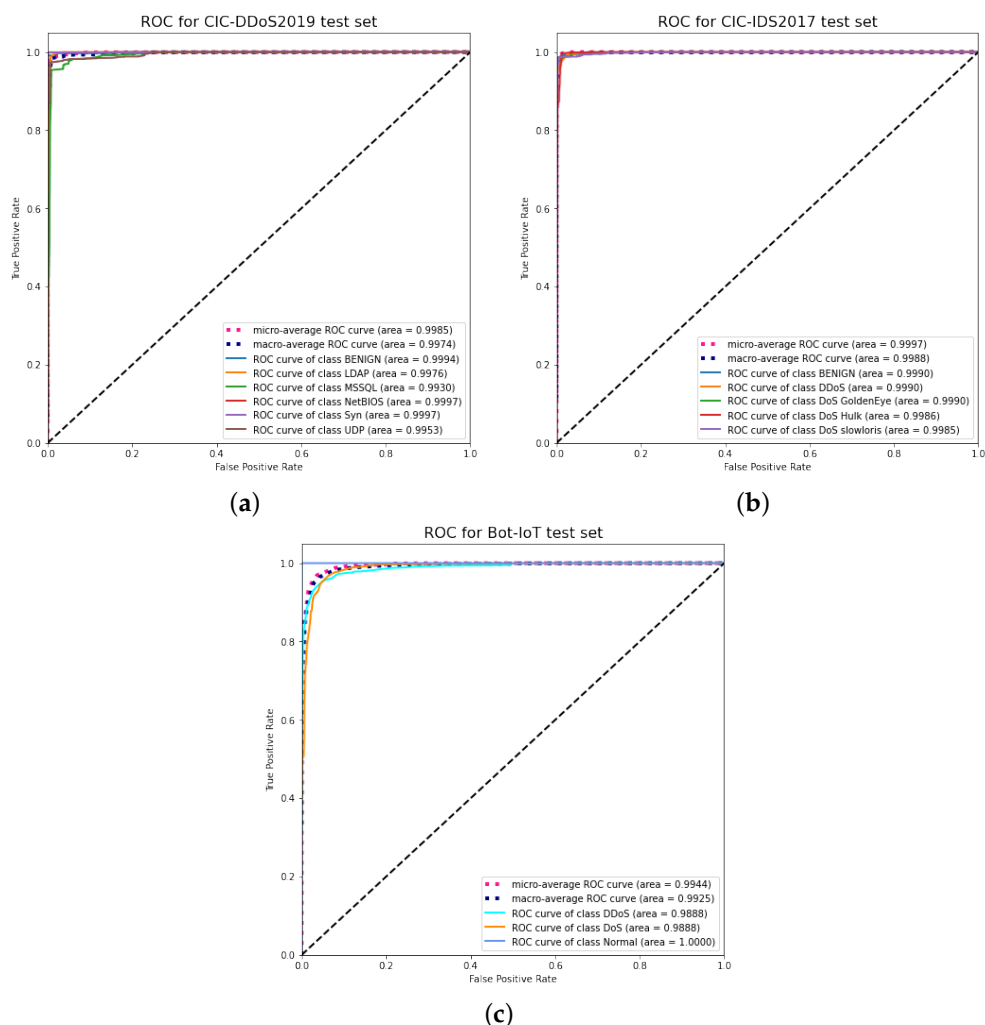 ROC for CIC-DDoS2019 test set
1.0
0.8
0.6
0.4
0.2
0.0
True Positive Rate
micro-average ROC curve (area = 0.9985)
macro-average ROC curve (area = 0.9974)
ROC curve of class BENIGN (area = 0.9994)
ROC curve of class LDAP (area = 0.9976)
ROC curve of class MSSQL (area = 0.9930)
ROC curve of class NetBIOS (area = 0.9997)
ROC curve of class Syn (area = 0.9997)
ROC curve of class UDP (area = 0.9953)
0.0 0.2 0.4 0.6 0.8 1.0
False Positive Rate
(a)
ROC for CIC-IDS2017 test set
1.0
0.8
0.6
0.4
0.2
0.0
True Positive Rate
micro-average ROC curve (area = 0.9997)
macro-average ROC curve (area = 0.9988)
ROC curve of class BENIGN (area = 0.9990)
ROC curve of class DDoS (area = 0.9990)
ROC curve of class DoS GoldenEye (area = 0.9990)
ROC curve of class DoS Hulk (area = 0.9986)
ROC curve of class DoS slowloris (area = 0.9985)
0.0 0.2 0.4 0.6 0.8 1.0
False Positive Rate
(b)
ROC for Bot-IoT test set
1.0
0.8
0.6
0.4
0.2
0.0
True Positive Rate
micro-average ROC curve (area = 0.9944)
macro-average ROC curve (area = 0.9925)
ROC curve of class DDoS (area = 0.9888)
ROC curve of class DoS (area = 0.9888)
ROC curve of class Normal (area = 1.0000)
0.0 0.2 0.4 0.6 0.8 1.0
False Positive Rate
(c)